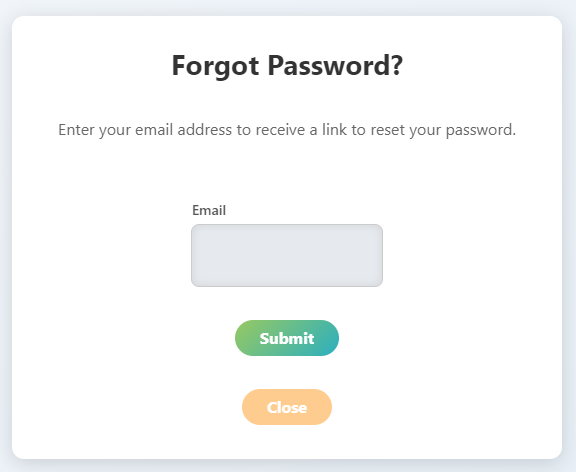 Forgot Password?
Enter your email address to receive a link to reset your password.
Email
Submit
Close